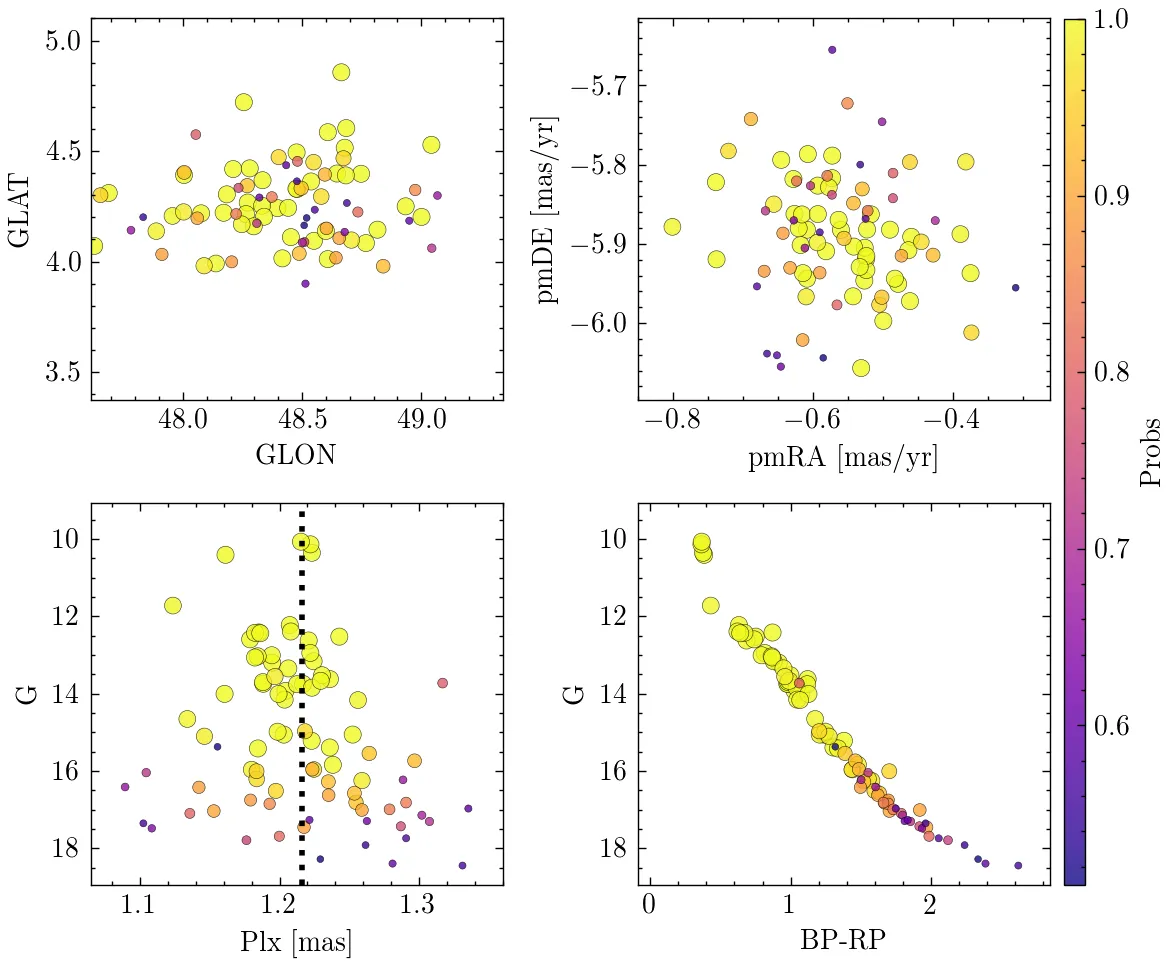 5.0
4.5
4.0
3.5
GLAT
48.0 48.5 49.0
GLON
−5.7
−5.8
−5.9
−6.0
pmDE [mas/yr]
−0.8 −0.6 −0.4
pmRA [mas/yr]
10
12
14
16
18
G
1.1 1.2 1.3
Plx [mas]
10
12
14
16
18
G
0 1 2
BP-RP
1.0
0.9
0.8
0.7
0.6
Probs